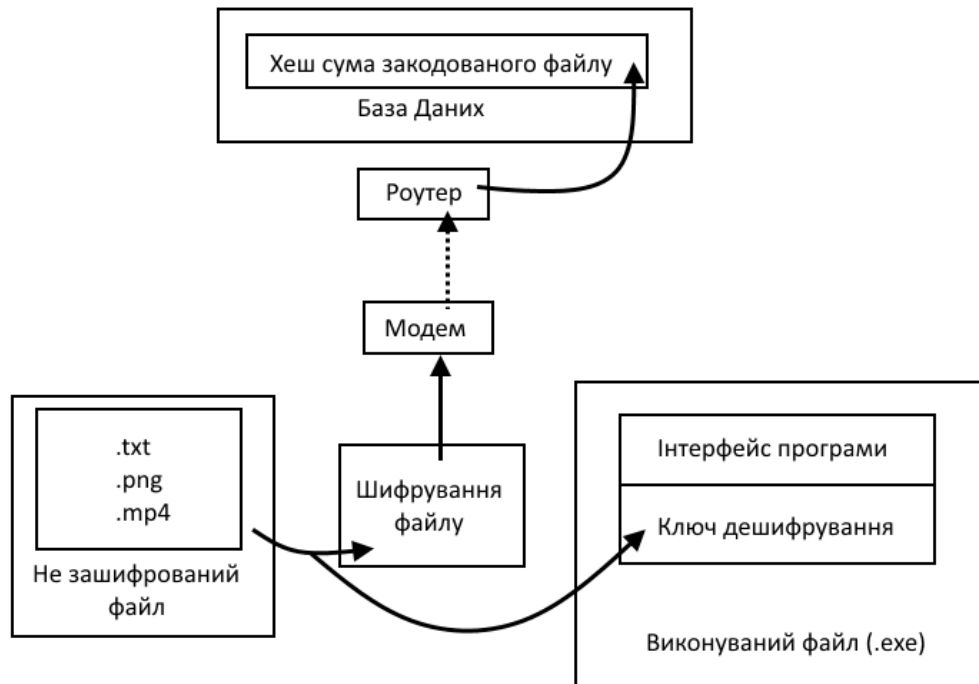 Хеш сума закодованого файлу
База Даних
Роутер
Модем
.txt
.png
.mp4
Не зашифрований
файл
Шифрування
файлу
Інтерфейс програми
Ключ дешифрування
Виконуваний файл (.exe)